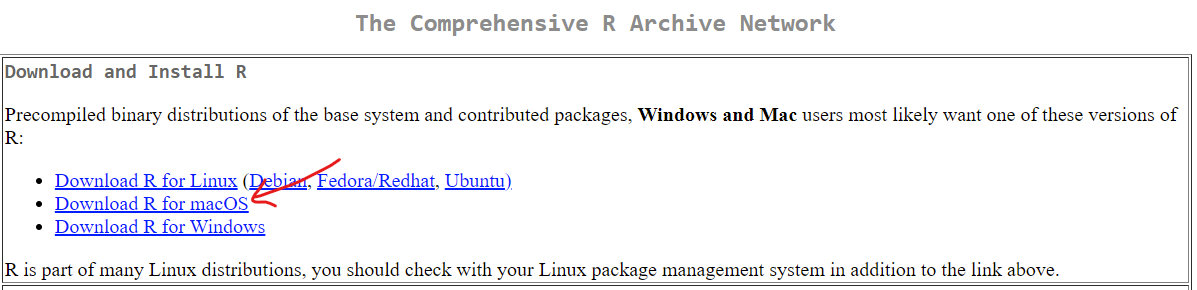 The Comprehensive R Archive Network
Download and Install R
Precompiled binary distributions of the base system and contributed packages, Windows and Mac users most likely want one of these versions of
R:
Download R for Linux (Debian, Fedora/Redhat, Ubuntu)
Download R for macOS
Download R for Windows
R is part of many Linux distributions, you should check with your Linux package management system in addition to the link above.